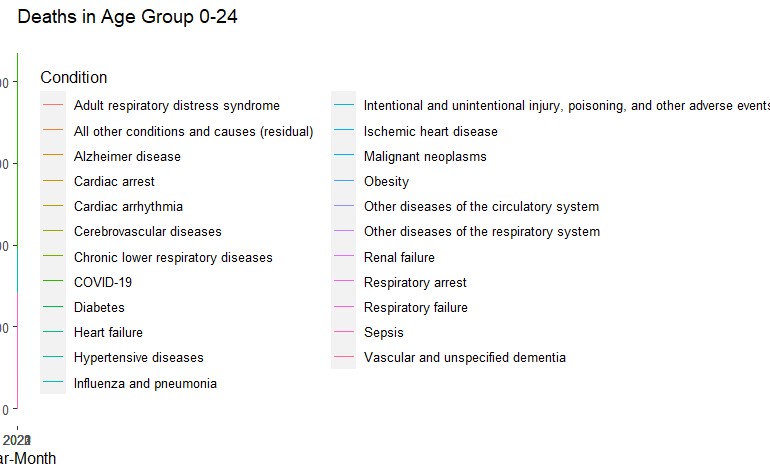 Deaths in Age Group 0-24
Condition
Adult respiratory distress syndrome
All other conditions and causes (residual)
Alzheimer disease
Cardiac arrest
Cardiac arrhythmia
Cerebrovascular diseases
Chronic lower respiratory diseases
COVID-19
Diabetes
Heart failure
Hypertensive diseases
Influenza and pneumonia
Intentional and unintentional injury, poisoning, and other adverse events
Ischemic heart disease
Malignant neoplasms
Obesity
Other diseases of the circulatory system
Other diseases of the respiratory system
Renal failure
Respiratory arrest
Respiratory failure
Sepsis
Vascular and unspecified dementia
00
00
00
00
0
ar-Month